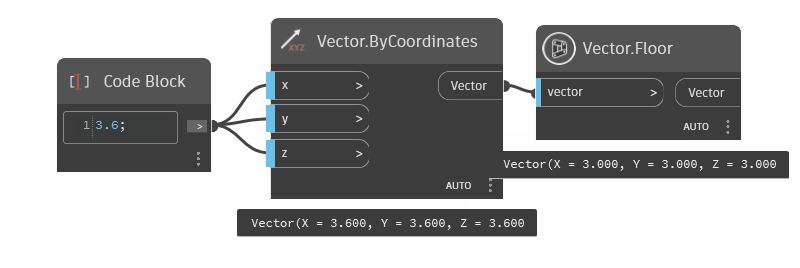 Code Block
1 3.6;
>
Vector.ByCoordinates
XYZ
x >
y >
z >
Vector
AUTO
Vector(X = 3.600, Y = 3.600, Z = 3.600
Vector.Floor
vector >
Vector
AUTO
Vector(X = 3.000, Y = 3.000, Z = 3.000